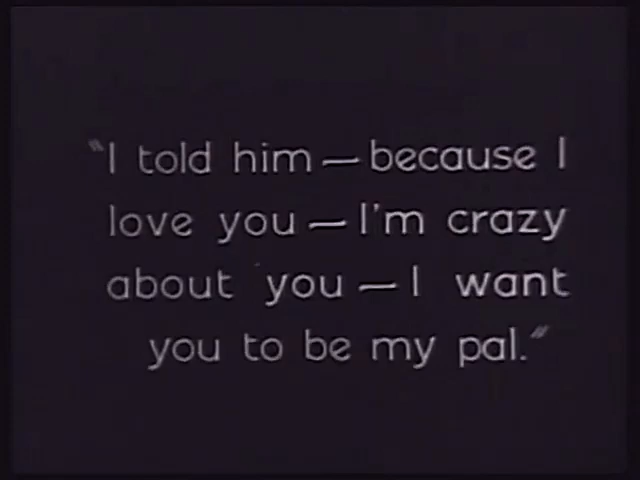 "I told him — because I
love you — I'm crazy
about you — I want
you to be my pal."